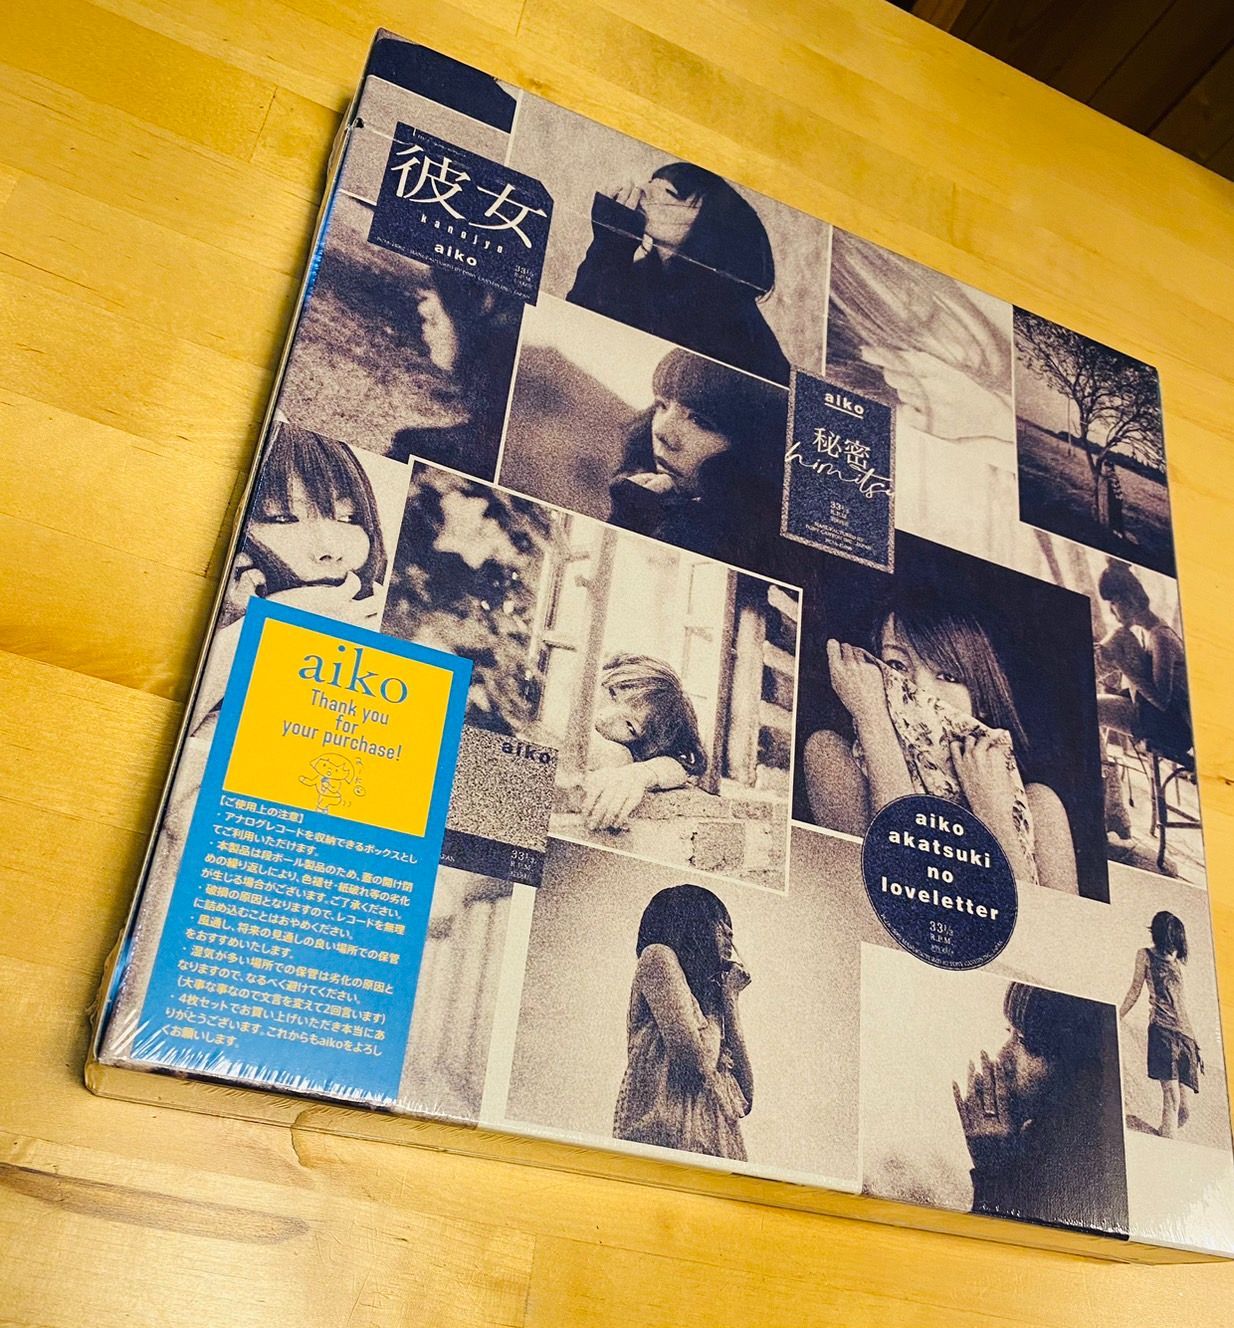 彼女
kanojyo
aiko
33⅓
R.P.M.
aiko
秘密
himitsu
33⅓
R.P.M.
aiko
Thank you
for
your purchase!
【ご使用上の注意】
・アナログレコードを収納できるボックスとし
てご利用いただけます。
・本製品は段ボール製品のため、蓋の開け閉
めの繰り返しにより、色褪せ・紙破れ等の劣化
が生じる場合がございます。ご了承ください。
・破損の原因となりますので、レコードを無理
に詰め込むことはおやめください。
・風通し、将来の見通しの良い場所での保管
をおすすめいたします。
・湿気が多い場所での保管は劣化の原因と
なりますので、なるべく避けてください。
(大事な事なので文言を変えて2回言います)
・4枚セットでお買い上げいただき本当にあ
りがとうございます。これからもaikoをよろし
くお願いします。
aiko
33⅓
R.P.M.
aiko
akatsuki
no
loveletter
33⅓
R.P.M.